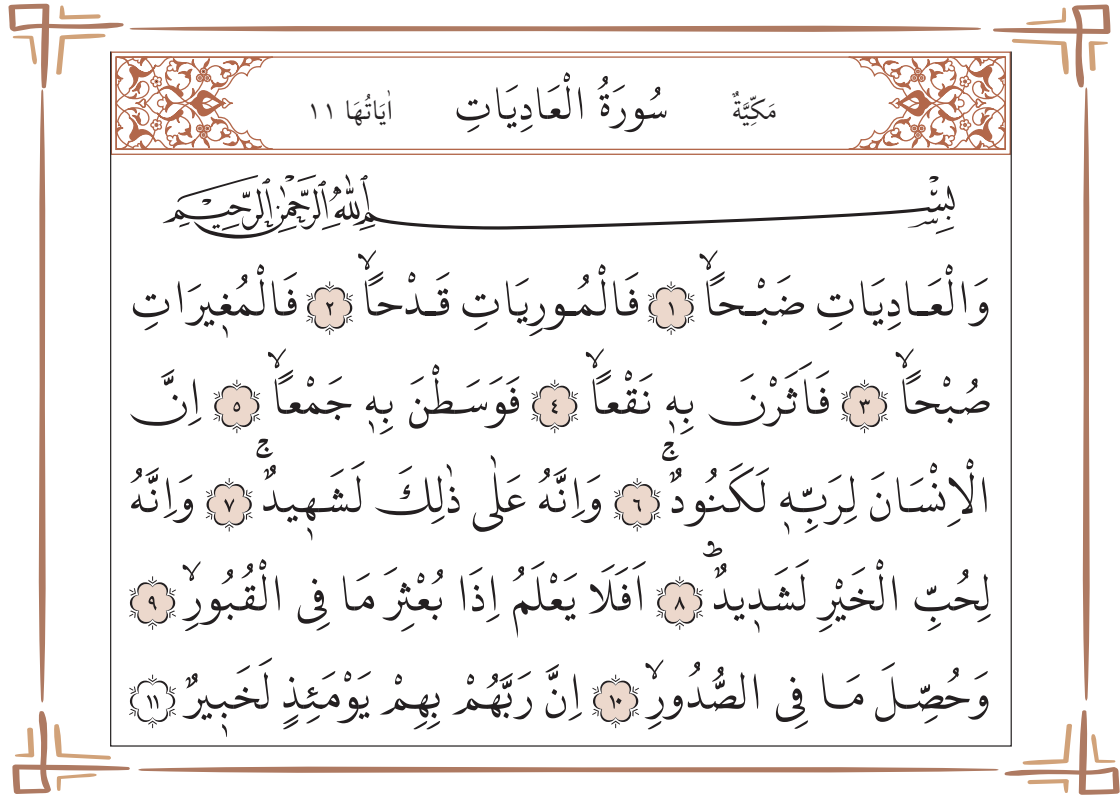 مَكِّيَّةٌ سُورَةُ الْعَادِيَاتِ اٰيَاتُهَا ١١
بِسْمِ اللّٰهِ الرَّحْمٰنِ الرَّحِيمِ
وَالْعَادِيَاتِ ضَبْحاًۙ ١ فَالْمُورِيَاتِ قَدْحاًۙ ٢ فَالْمُغ۪يرَاتِ
صُبْحاًۙ ٣ فَاَثَرْنَ بِه۪ نَقْعاًۙ ٤ فَوَسَطْنَ بِه۪ جَمْعاًۙ ٥ اِنَّ
الْاِنْسَانَ لِرَبِّه۪ لَكَنُودٌۚ ٦ وَاِنَّهُ عَلٰى ذٰلِكَ لَشَه۪يدٌۚ ٧ وَاِنَّهُ
لِحُبِّ الْخَيْرِ لَشَد۪يدٌۜ ٨ اَفَلَا يَعْلَمُ اِذَا بُعْثِرَ مَا فِى الْقُبُورِۙ ٩
وَحُصِّلَ مَا فِى الصُّدُورِۙ ١٠ اِنَّ رَبَّهُمْ بِهِمْ يَوْمَئِذٍ لَخَب۪يرٌ ١١